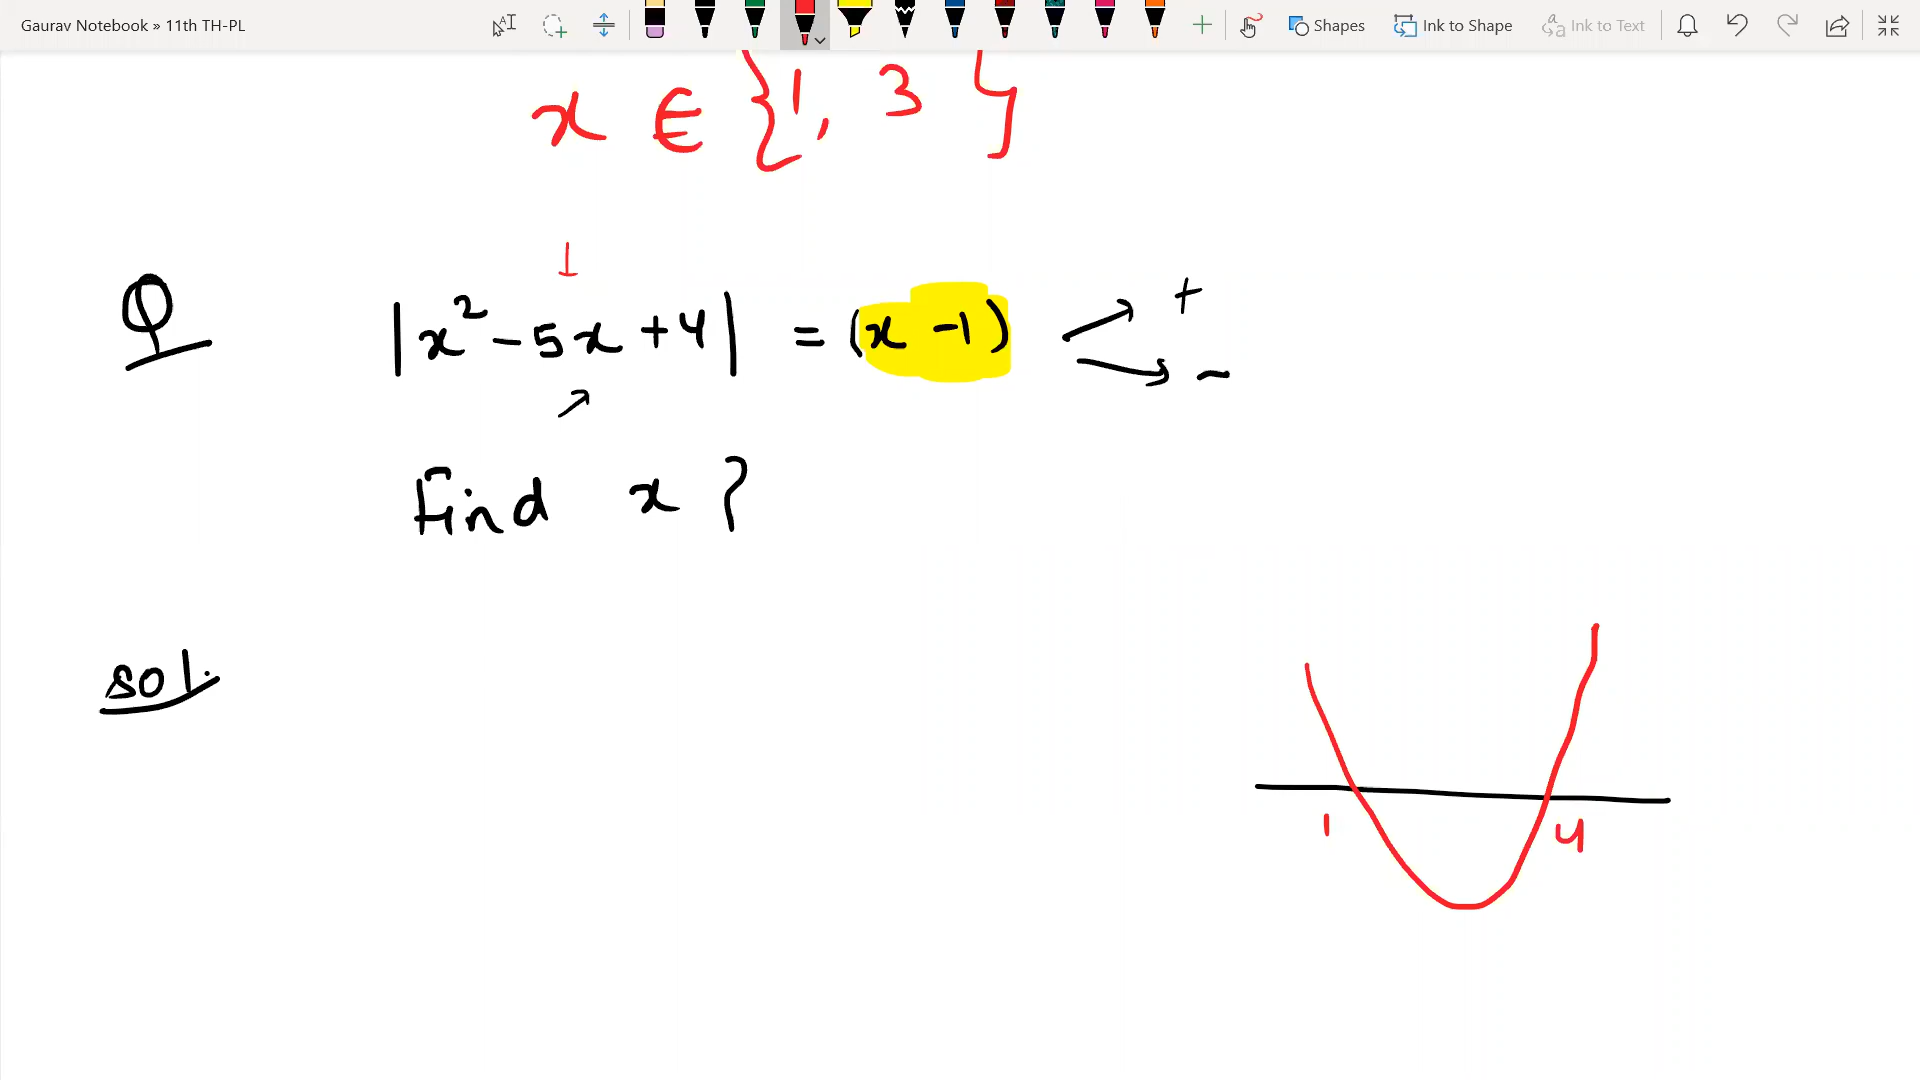 Gaurav Notebook » 11th TH-PL
Shapes
Ink to Shape
Ink to Text
x ∈ {1, 3}
1
Q |x² - 5x + 4| = (x - 1) +
-
Find x ?
sol.
1 4